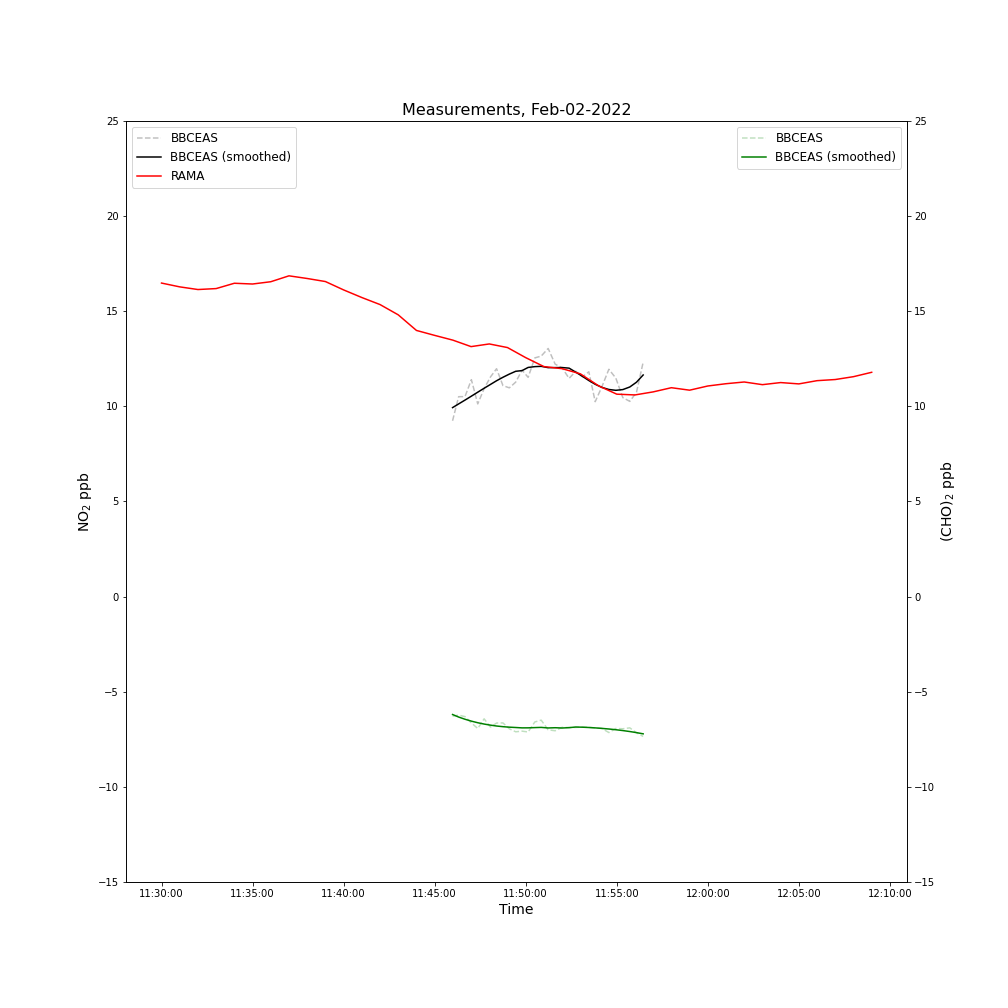 Measurements, Feb-02-2022
BBCEAS
BBCEAS (smoothed)
RAMA
BBCEAS
BBCEAS (smoothed)
25
20
15
10
5
0
−5
−10
−15
NO₂ ppb
25
20
15
10
5
0
−5
−10
−15
(CHO)₂ ppb
11:30:00 11:35:00 11:40:00 11:45:00 11:50:00 11:55:00 12:00:00 12:05:00 12:10:00
Time